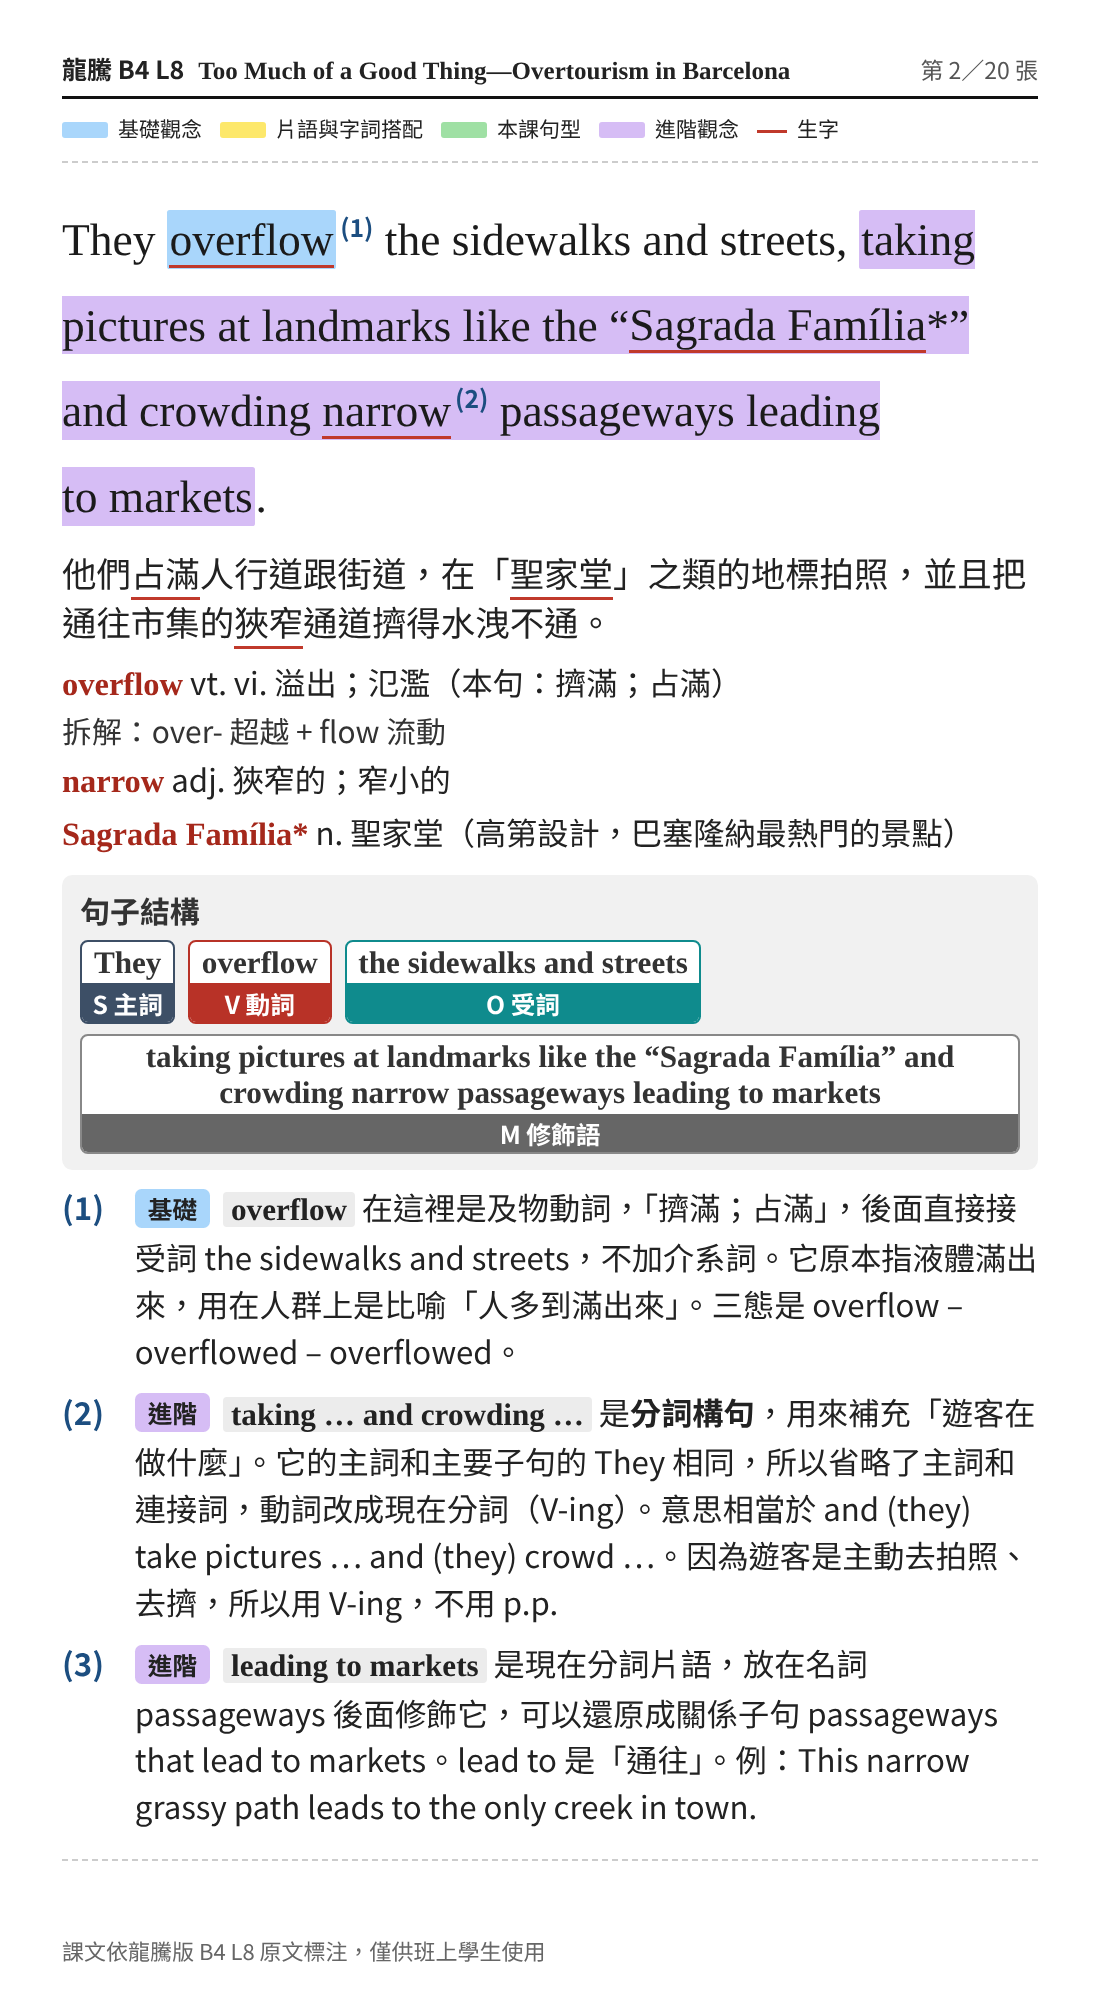 龍騰 B4 L8 Too Much of a Good Thing—Overtourism in Barcelona 第 2／20 張
基礎觀念 片語與字詞搭配 本課句型 進階觀念 生字
They overflow (1) the sidewalks and streets, taking
pictures at landmarks like the “Sagrada Família*”
and crowding narrow (2) passageways leading
to markets.
他們占滿人行道跟街道，在「聖家堂」之類的地標拍照，並且把
通往市集的狹窄通道擠得水洩不通。
overflow vt. vi. 溢出；氾濫（本句：擠滿；占滿）
拆解：over- 超越 + flow 流動
narrow adj. 狹窄的；窄小的
Sagrada Família* n. 聖家堂（高第設計，巴塞隆納最熱門的景點）
句子結構
They overflow the sidewalks and streets
S 主詞 V 動詞 O 受詞
taking pictures at landmarks like the “Sagrada Família” and
crowding narrow passageways leading to markets
M 修飾語
(1) 基礎 overflow 在這裡是及物動詞，「擠滿；占滿」，後面直接接
受詞 the sidewalks and streets，不加介系詞。它原本指液體滿出
來，用在人群上是比喻「人多到滿出來」。三態是 overflow –
overflowed – overflowed。
(2) 進階 taking … and crowding … 是分詞構句，用來補充「遊客在
做什麼」。它的主詞和主要子句的 They 相同，所以省略了主詞和
連接詞，動詞改成現在分詞（V-ing）。意思相當於 and (they)
take pictures … and (they) crowd …。因為遊客是主動去拍照、
去擠，所以用 V-ing，不用 p.p.
(3) 進階 leading to markets 是現在分詞片語，放在名詞
passageways 後面修飾它，可以還原成關係子句 passageways
that lead to markets。lead to 是「通往」。例：This narrow
grassy path leads to the only creek in town.
課文依龍騰版 B4 L8 原文標注，僅供班上學生使用